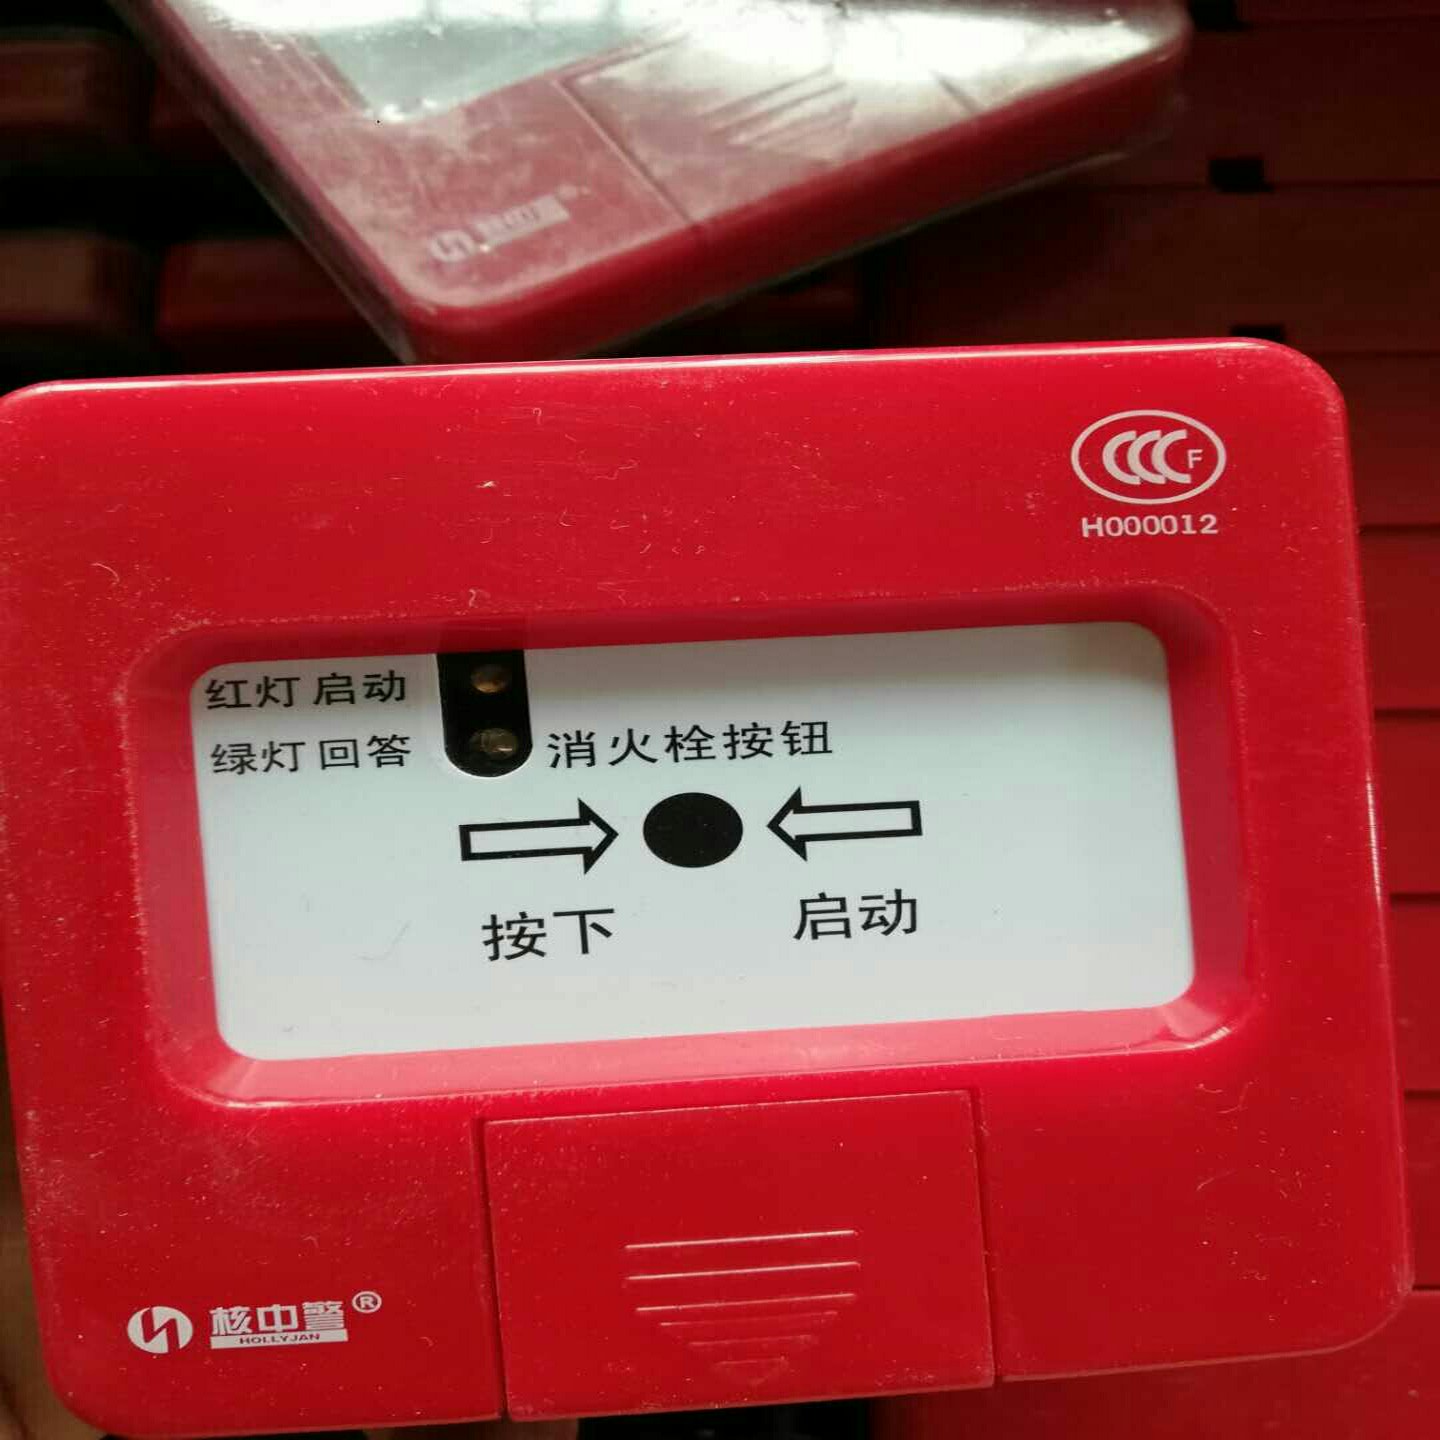 CCCF
H000012
红灯 启动
绿灯 回答
消火栓按钮
按下 启动
核中警®
HOLLYJAN